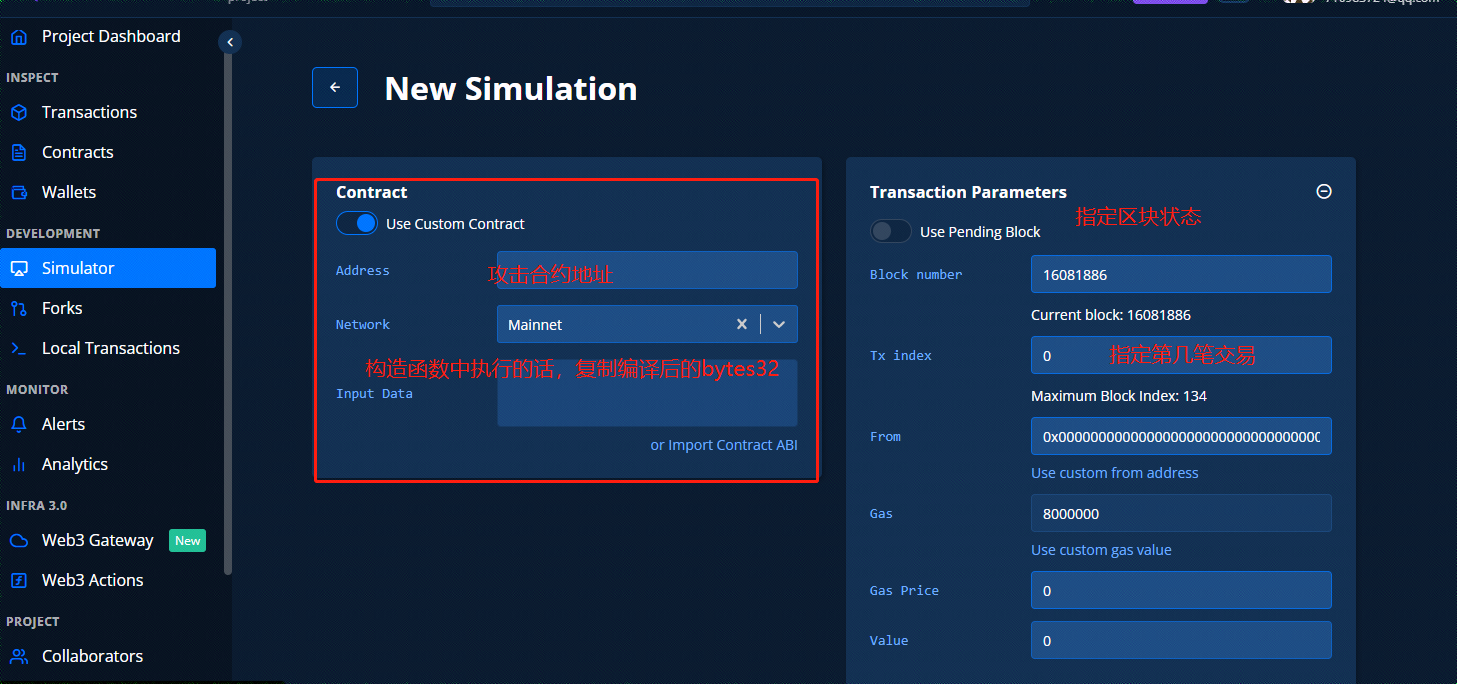 Project Dashboard
INSPECT
Transactions
Contracts
Wallets
DEVELOPMENT
Simulator
Forks
Local Transactions
MONITOR
Alerts
Analytics
INFRA 3.0
Web3 Gateway New
Web3 Actions
PROJECT
Collaborators
New Simulation
Contract
Use Custom Contract
Address 攻击合约地址
Network Mainnet
构造函数中执行的话，复制编译后的bytes32
Input Data
or Import Contract ABI
Transaction Parameters
指定区块状态
Use Pending Block
Block number 16081886
Current block: 16081886
Tx index 0 指定第几笔交易
Maximum Block Index: 134
From 0x00000000000000000000000000000000
Use custom from address
Gas 8000000
Use custom gas value
Gas Price 0
Value 0